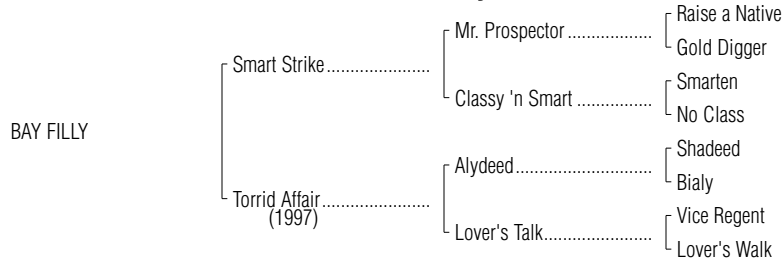 Raise a Native
Mr. Prospector ...................
Gold Digger
Smart Strike.......................
Smarten
Classy 'n Smart .................
No Class
BAY FILLY
Shadeed
Alydeed..............................
Bialy
Torrid Affair........................
(1997)
Vice Regent
Lover's Talk........................
Lover's Walk